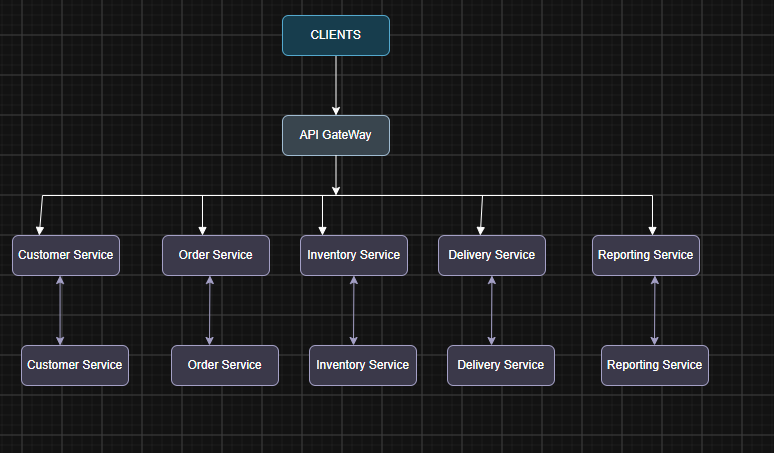 CLIENTS
API GateWay
Customer Service
Order Service
Inventory Service
Delivery Service
Reporting Service
Customer Service
Order Service
Inventory Service
Delivery Service
Reporting Service